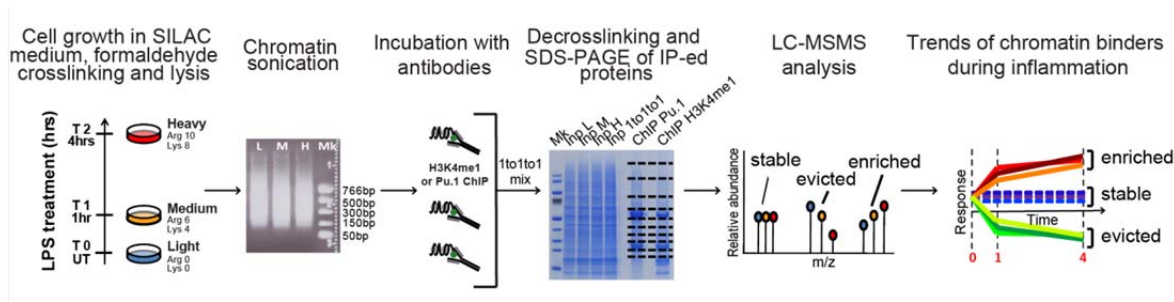 Cell growth in SILAC
medium, formaldehyde
crosslinking and lysis
LPS treatment (hrs)
T 2
4hrs
Heavy
Arg 10
Lys 8
T 1
1hr
Medium
Arg 6
Lys 4
T 0
UT
Light
Arg 0
Lys 0
Chromatin
sonication
L M H Mk
766bp
500bp
300bp
150bp
50bp
Incubation with
antibodies
H3K4me1
or Pu.1 ChIP
1to1to1
mix
Decrosslinking and
SDS-PAGE of IP-ed
proteins
Mk
Inp L
Inp M
Inp H
Inp 1to1to1
ChIP Pu.1
ChIP H3K4me1
LC-MSMS
analysis
Relative abundance
stable
evicted
enriched
m/z
Trends of chromatin binders
during inflammation
Response
enriched
stable
Time
evicted
0 1 4